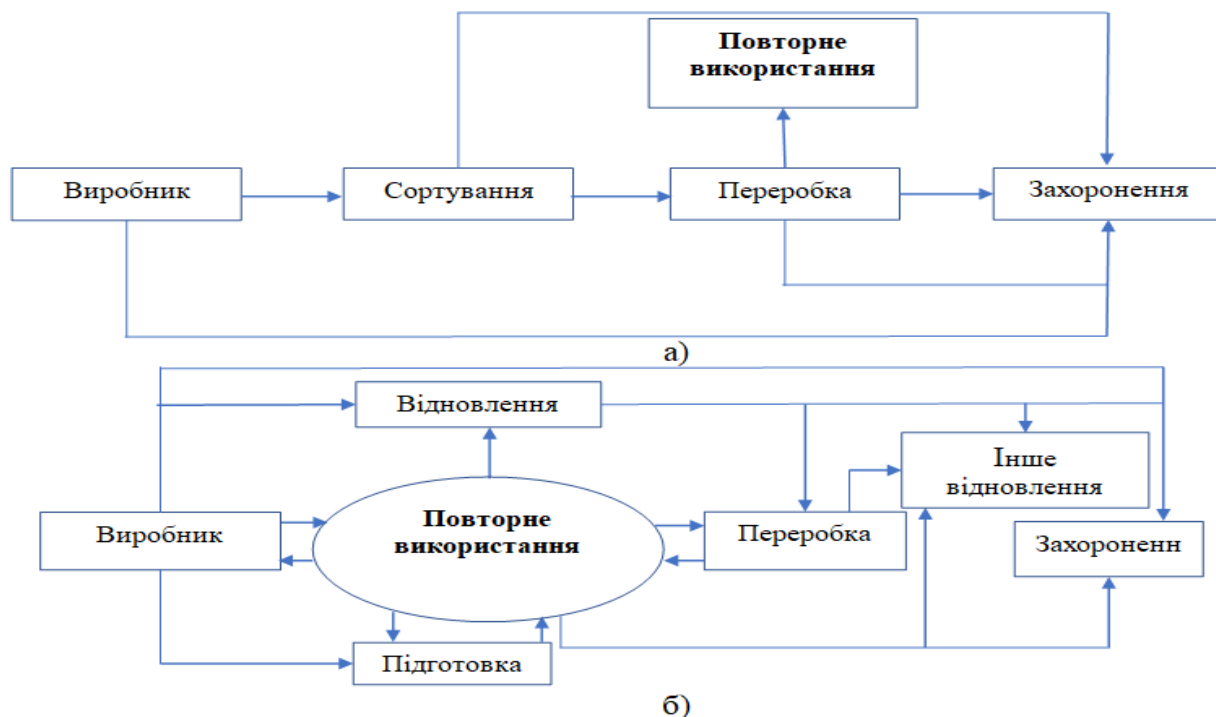 Повторне
використання
Виробник
Сортування
Переробка
Захоронення
а)
Відновлення
Інше
відновлення
Повторне
використання
Виробник
Переробка
Захороненн
Підготовка
б)